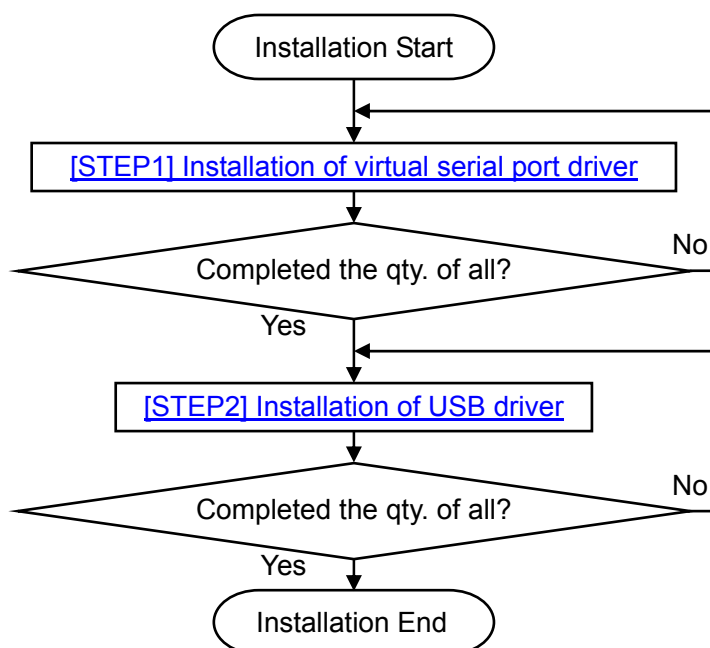 Installation Start
[STEP1] Installation of virtual serial port driver
Completed the qty. of all?
No
Yes
[STEP2] Installation of USB driver
Completed the qty. of all?
No
Yes
Installation End